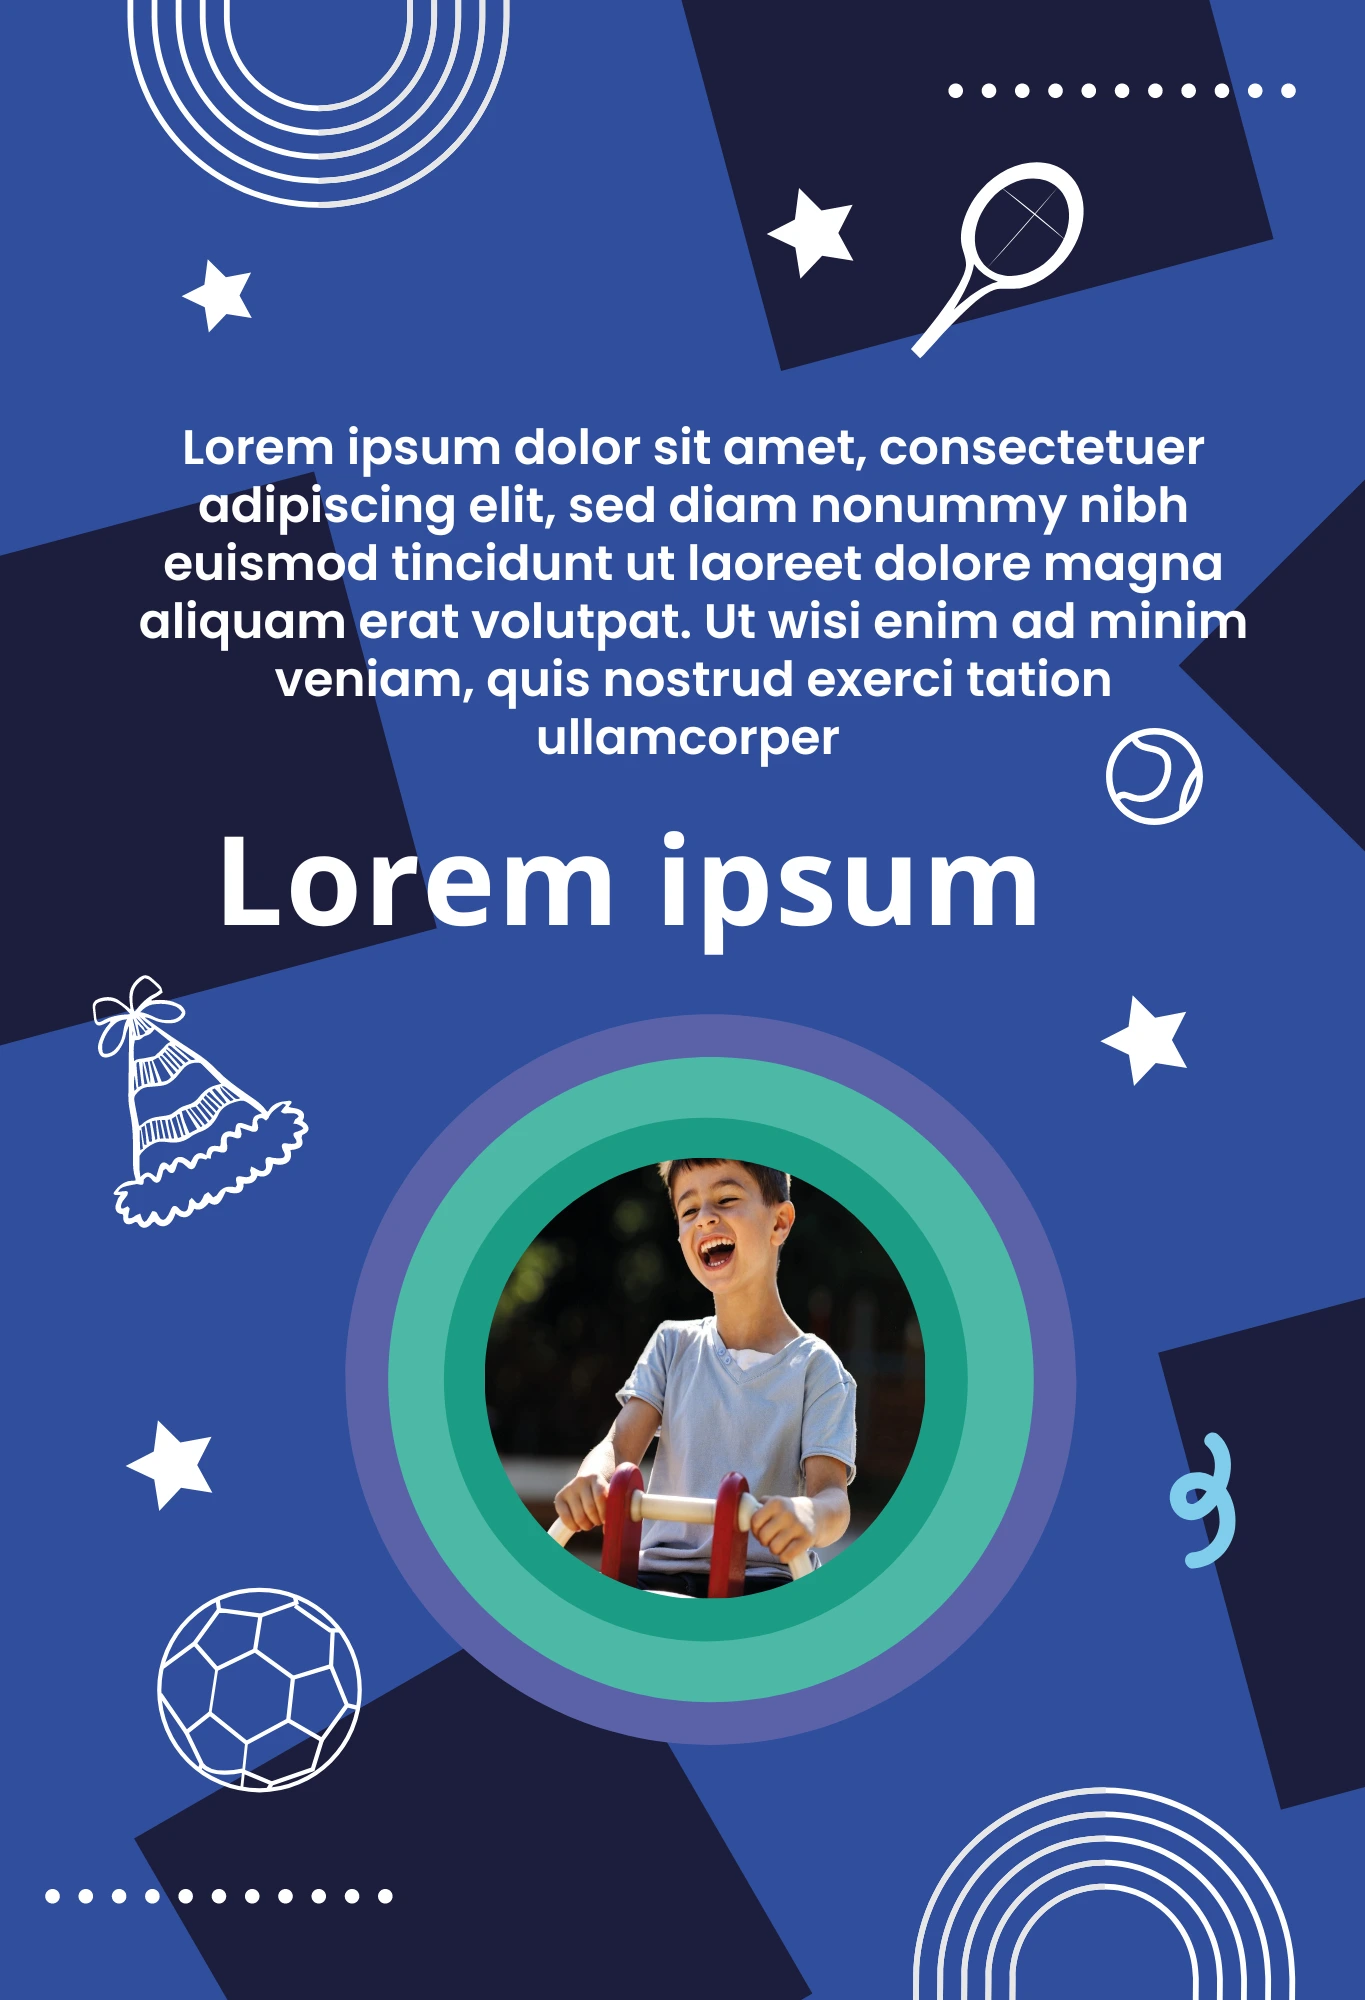 Lorem ipsum dolor sit amet, consectetuer
adipiscing elit, sed diam nonummy nibh
euismod tincidunt ut laoreet dolore magna
aliquam erat volutpat. Ut wisi enim ad minim
veniam, quis nostrud exerci tation
ullamcorper
Lorem ipsum